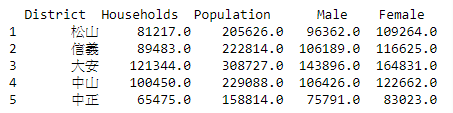 District Households Population Male Female
1 松山 81217.0 205626.0 96362.0 109264.0
2 信義 89483.0 222814.0 106189.0 116625.0
3 大安 121344.0 308727.0 143896.0 164831.0
4 中山 100450.0 229088.0 106426.0 122662.0
5 中正 65475.0 158814.0 75791.0 83023.0